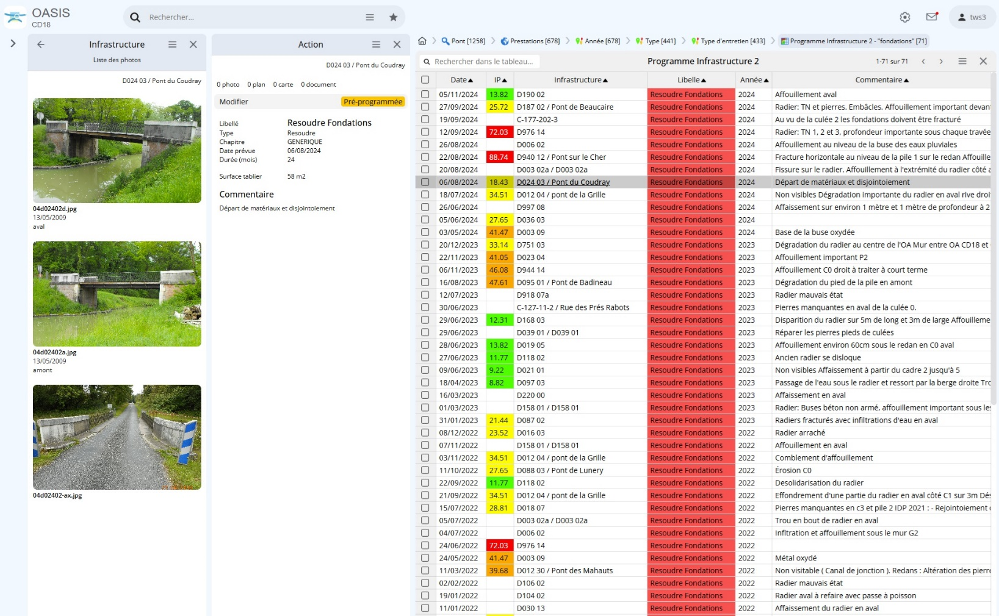 OASIS
CD18
Rechercher...
tws3
Infrastructure
Liste des photos
D024 03 / Pont du Coudray
04d02402d.jpg
13/05/2009
aval
04d02402a.jpg
13/05/2009
amont
04d02402-ax.jpg
Action
D024 03 / Pont du Coudray
0 photo 0 plan 0 carte 0 document
Modifier Pré-programmée
Libellé Resoudre Fondations
Type Resoudre
Chapitre GENERIQUE
Date prévue 06/08/2024
Durée (mois) 24
Surface tablier 58 m2
Commentaire
Départ de matériaux et disjointoiement
Pont [1258] Prestations [678] Année [678] Type [441] Type d'entretien [433] Programme Infrastructure 2 - "fondations" [71]
Rechercher dans le tableau... Programme Infrastructure 2 1-71 sur 71
Date▲ IP▲ Infrastructure▲ Libelle▲ Année▲ Commentaire▲
05/11/2024 13.82 D190 02 Resoudre Fondations 2024 Affouillement aval
27/09/2024 25.72 D187 02 / Pont de Beaucaire Resoudre Fondations 2024 Radier: TN et pierres. Embâcles. Affouillement important devan
19/09/2024 C-177-202-3 Resoudre Fondations 2024 Au vu de la culée 2 les fondations doivent être fracturé
12/09/2024 72.03 D976 14 Resoudre Fondations 2024 Radier: TN 1, 2 et 3, profondeur importante sous chaque travée
26/08/2024 D006 02 Resoudre Fondations 2024 Affouillement au niveau de la buse des eaux pluviales
22/08/2024 88.74 D940 12 / Pont sur le Cher Resoudre Fondations 2024 Fracture horizontale au niveau de la pile 1 sur le redan Affouille
20/08/2024 D003 02a / D003 02a Resoudre Fondations 2024 Fissure sur le radier. Affouillement à l'extrémité du radier côté a
06/08/2024 18.43 D024 03 / Pont du Coudray Resoudre Fondations 2024 Départ de matériaux et disjointoiement
18/07/2024 34.51 D012 04 / pont de la Grille Resoudre Fondations 2024 Non visibles Dégradation importante du radier en aval rive droi
26/06/2024 D997 08 Resoudre Fondations 2024 Affaissement sur environ 1 mètre et 1 mètre de profondeur à 2
05/06/2024 27.65 D036 03 Resoudre Fondations 2024
03/05/2024 41.47 D003 09 Resoudre Fondations 2024 Base de la buse oxydée
20/12/2023 33.14 D751 03 Resoudre Fondations 2023 Dégradation du radier au centre de l'OA Mur entre OA CD18 et
22/11/2023 41.05 D023 04 Resoudre Fondations 2023 Affouillement important P2
06/11/2023 46.08 D944 14 Resoudre Fondations 2023 Affouillement C0 droit à traiter à court terme
16/08/2023 47.61 D095 01 / Pont de Badineau Resoudre Fondations 2023 Dégradation du pied de la pile en amont
12/07/2023 D918 07a Resoudre Fondations 2023 Radier mauvais état
30/06/2023 C-127-11-2 / Rue des Prés Rabots Resoudre Fondations 2023 Pierres manquantes en aval de la culée 0.
29/06/2023 12.31 D168 03 Resoudre Fondations 2023 Disparition du radier sur 5m de long et 3m de large Affouilleme
29/06/2023 D039 01 / D039 01 Resoudre Fondations 2023 Réparer les pierres pieds de culées
28/06/2023 13.82 D019 05 Resoudre Fondations 2023 Affouillement environ 60cm sous le redan en C0 aval
27/06/2023 11.77 D118 02 Resoudre Fondations 2023 Ancien radier se disloque
09/06/2023 9.22 D021 01 Resoudre Fondations 2023 Non visibles Affaissement à partir du cadre 2 jusqu'à 5
18/04/2023 8.82 D097 03 Resoudre Fondations 2023 Passage de l'eau sous le radier et ressort par la berge droite Tro
16/03/2023 D220 00 Resoudre Fondations 2023 Affaissement en aval
01/03/2023 D158 01 / D158 01 Resoudre Fondations 2023 Radier: Buses béton non armé, affouillement important sous les
31/01/2023 21.44 D087 02 Resoudre Fondations 2023 Radiers fracturés avec infiltrations d'eau en aval
08/12/2022 23.52 D016 03 Resoudre Fondations 2022 Radier arraché
07/11/2022 D158 01 / D158 01 Resoudre Fondations 2022 Affouillement en aval
03/11/2022 34.51 D012 04 / pont de la Grille Resoudre Fondations 2022 Comblement d'affouillement
11/10/2022 27.65 D088 03 / Pont de Lunery Resoudre Fondations 2022 Érosion C0
22/09/2022 11.77 D118 02 Resoudre Fondations 2022 Desolidarisation du radier
21/09/2022 34.51 D012 04 / pont de la Grille Resoudre Fondations 2022 Effondrement d'une partie du radier en aval côté C1 sur 3m Dés
15/07/2022 28.81 D018 07 Resoudre Fondations 2022 Pierres manquantes en c3 et pile 2 IDP 2021 : - Rejointoiement
05/07/2022 D003 02a / D003 02a Resoudre Fondations 2022 Trou en bout de radier en aval
04/07/2022 D006 02 Resoudre Fondations 2022 Infltration et affouillement sous le mur G2
24/06/2022 72.03 D976 14 Resoudre Fondations 2022
24/05/2022 41.47 D003 09 Resoudre Fondations 2022 Métal oxydé
11/03/2022 39.68 D012 30 / Pont des Mahauts Resoudre Fondations 2022 Non visitable ( Canal de jonction ). Redans : Altération des pierre
02/02/2022 D106 02 Resoudre Fondations 2022 Radier mauvais état
19/01/2022 D104 02 Resoudre Fondations 2022 Radier aval à refaire avec passe à poisson
11/01/2022 D030 13 Resoudre Fondations 2022 Affaissement du radier en aval